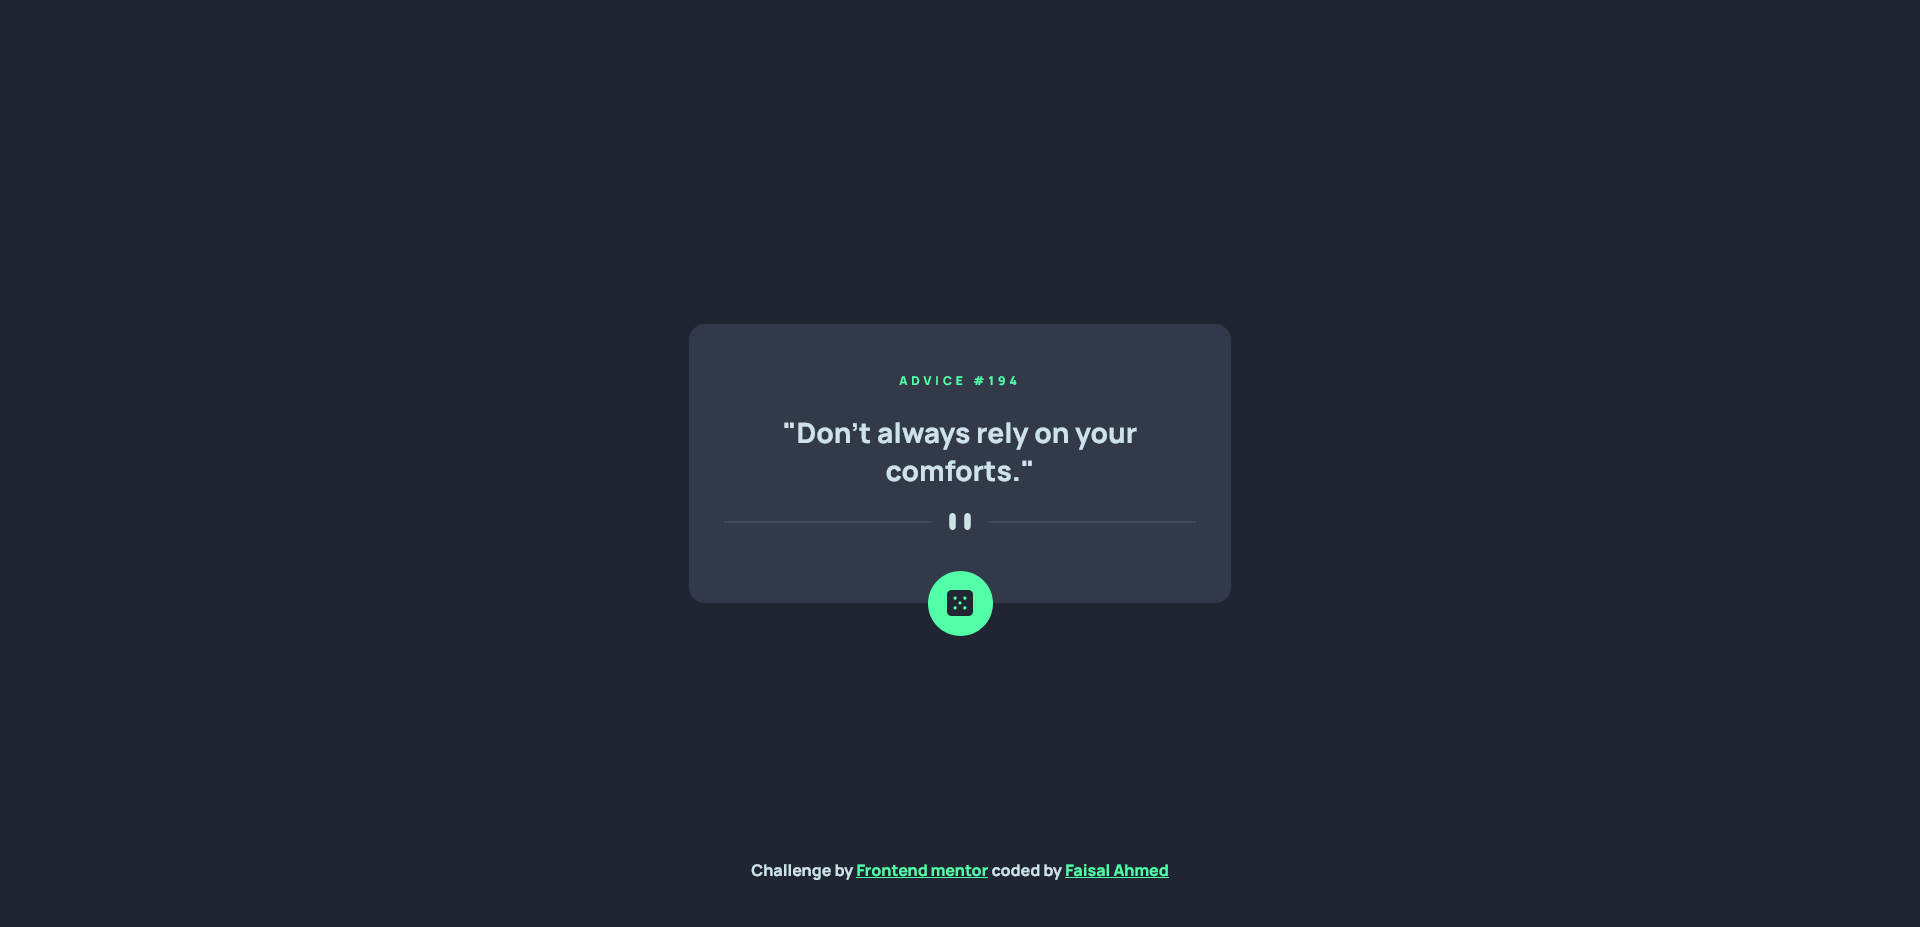 ADVICE #194
"Don't always rely on your
comforts."
Challenge by Frontend mentor coded by Faisal Ahmed